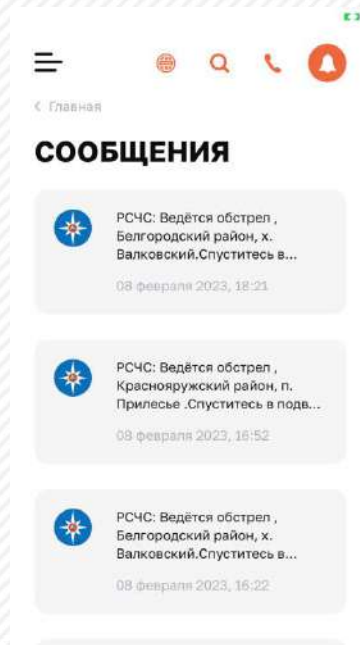 Главная
СООБЩЕНИЯ
РСЧС: Ведётся обстрел ,
Белгородский район, х.
Валковский.Спуститесь в...
08 февраля 2023, 18:21
РСЧС: Ведётся обстрел ,
Краснояружский район, п.
Прилесье .Спуститесь в подв...
08 февраля 2023, 16:52
РСЧС: Ведётся обстрел ,
Белгородский район, х.
Валковский.Спуститесь в...
08 февраля 2023, 16:22